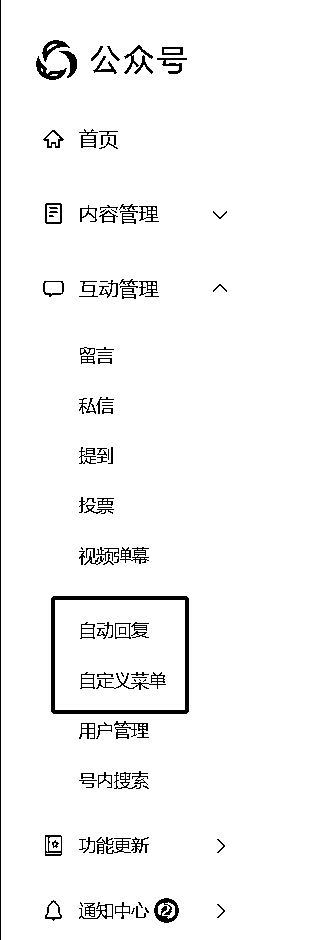 公众号
首页
内容管理
互动管理
留言
私信
提到
投票
视频弹幕
自动回复
自定义菜单
用户管理
号内搜索
功能更新
通知中心 2